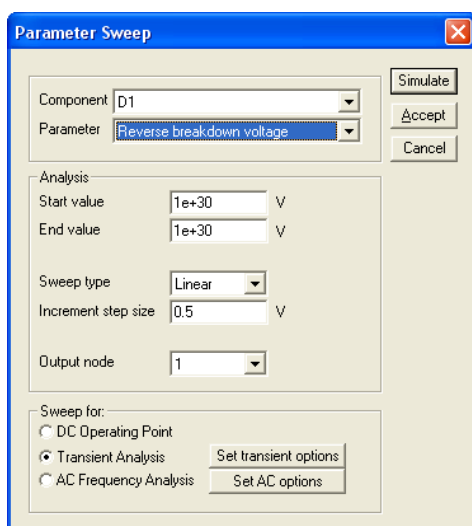 Parameter Sweep
Component D1
Parameter Reverse breakdown voltage
Simulate
Accept
Cancel
Analysis
Start value 1e+30 V
End value 1e+30 V
Sweep type Linear
Increment step size 0.5 V
Output node 1
Sweep for:
DC Operating Point
Transient Analysis Set transient options
AC Frequency Analysis Set AC options